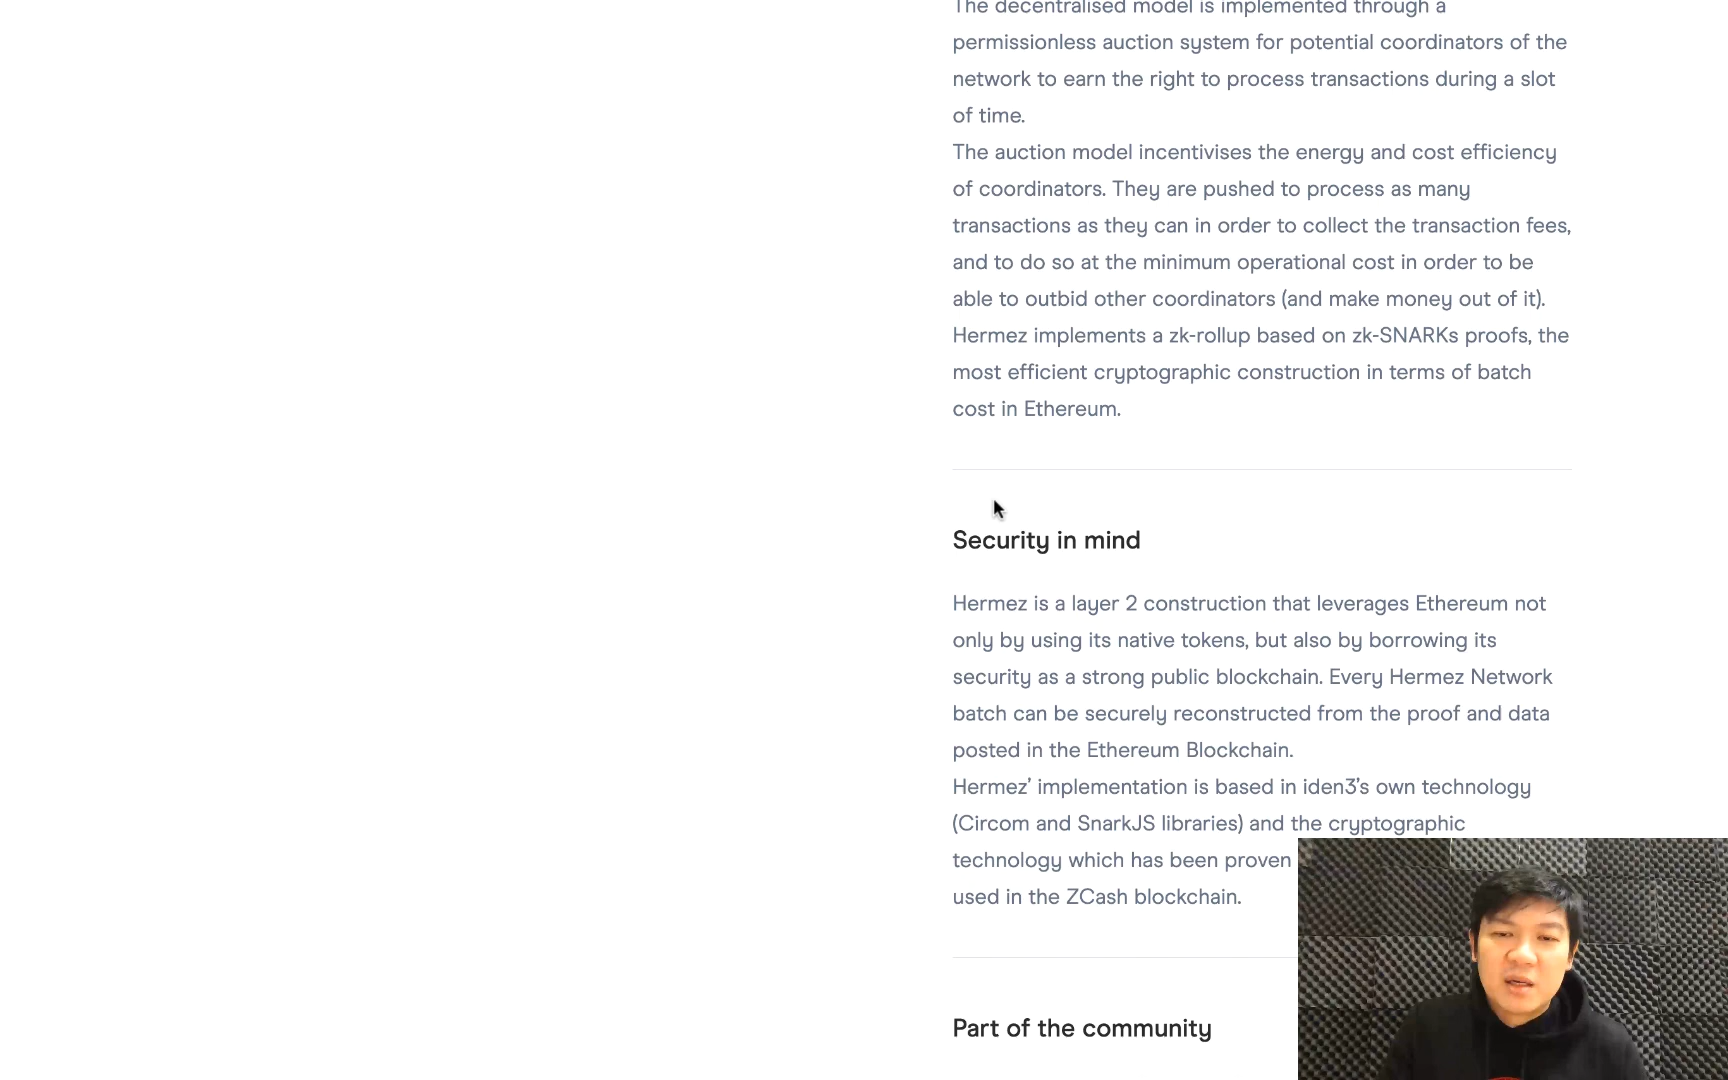 The decentralised model is implemented through a
permissionless auction system for potential coordinators of the
network to earn the right to process transactions during a slot
of time.
The auction model incentivises the energy and cost efficiency
of coordinators. They are pushed to process as many
transactions as they can in order to collect the transaction fees,
and to do so at the minimum operational cost in order to be
able to outbid other coordinators (and make money out of it).
Hermez implements a zk-rollup based on zk-SNARKs proofs, the
most efficient cryptographic construction in terms of batch
cost in Ethereum.
Security in mind
Hermez is a layer 2 construction that leverages Ethereum not
only by using its native tokens, but also by borrowing its
security as a strong public blockchain. Every Hermez Network
batch can be securely reconstructed from the proof and data
posted in the Ethereum Blockchain.
Hermez’ implementation is based in iden3’s own technology
(Circom and SnarkJS libraries) and the cryptographic
technology which has been proven
used in the ZCash blockchain.
Part of the community